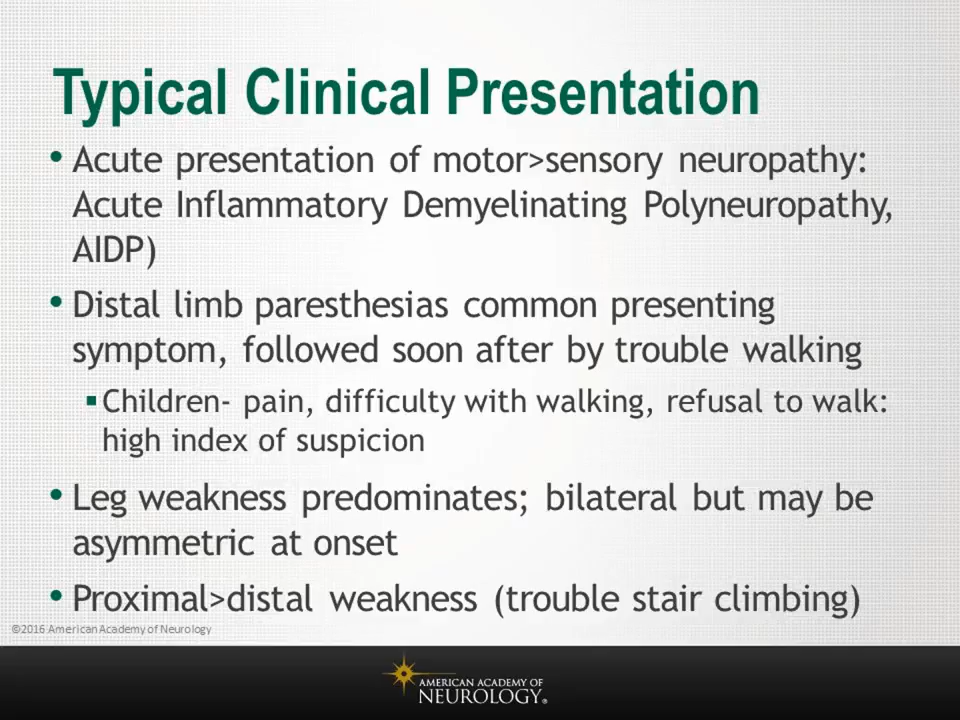 Typical Clinical Presentation
• Acute presentation of motor>sensory neuropathy:
Acute Inflammatory Demyelinating Polyneuropathy,
AIDP)
• Distal limb paresthesias common presenting
symptom, followed soon after by trouble walking
▪ Children- pain, difficulty with walking, refusal to walk:
high index of suspicion
• Leg weakness predominates; bilateral but may be
asymmetric at onset
• Proximal>distal weakness (trouble stair climbing)
©2016 American Academy of Neurology
AMERICAN ACADEMY OF
NEUROLOGY®